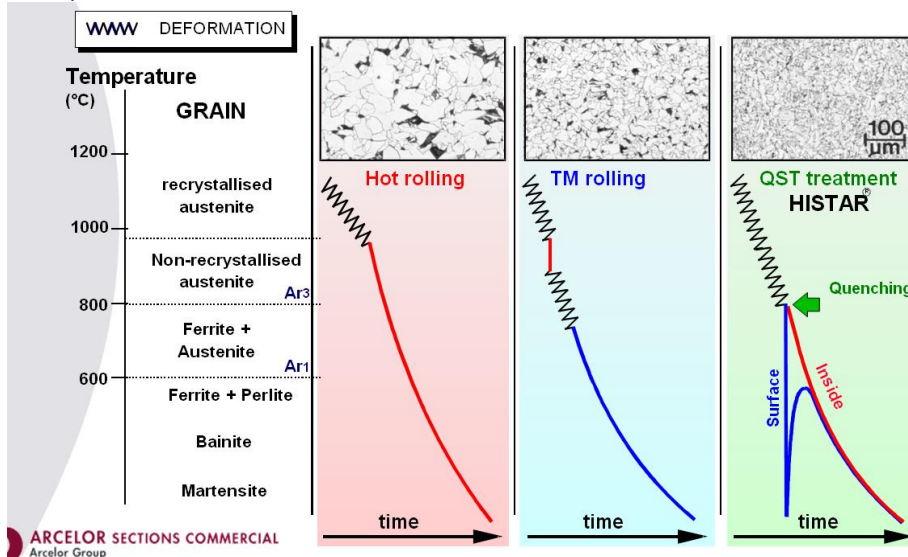 DEFORMATION
Temperature
(°C)
GRAIN
1200
recrystallised
austenite
1000
Non-recrystallised
austenite
Ar3
800
Ferrite +
Austenite
Ar1
600
Ferrite + Perlite
Bainite
Martensite
Hot rolling
time
TM rolling
time
100
µm
QST treatment
HISTAR®
Quenching
Surface
Inside
time
ARCELOR SECTIONS COMMERCIAL
Arcelor Group